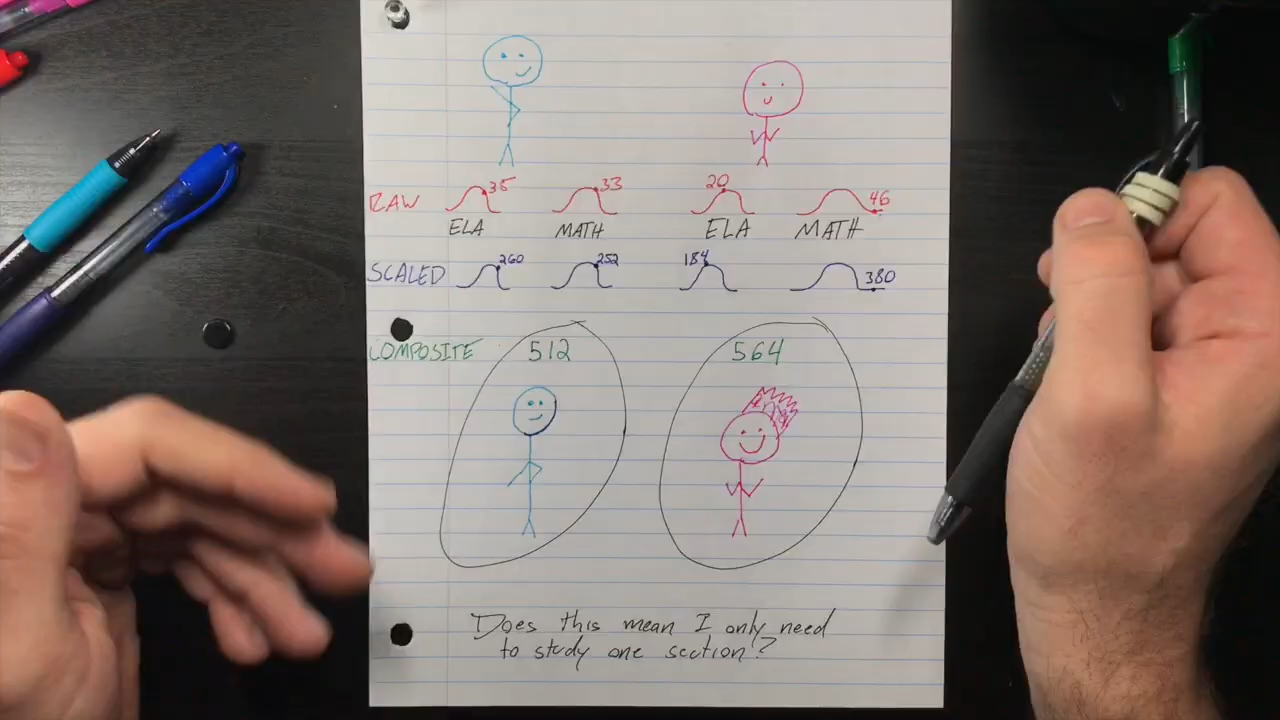 RAW 35 33 20 46
ELA MATH ELA MATH
SCALED 260 252 184 380
COMPOSITE 512 564
Does this mean I only need
to study one section?